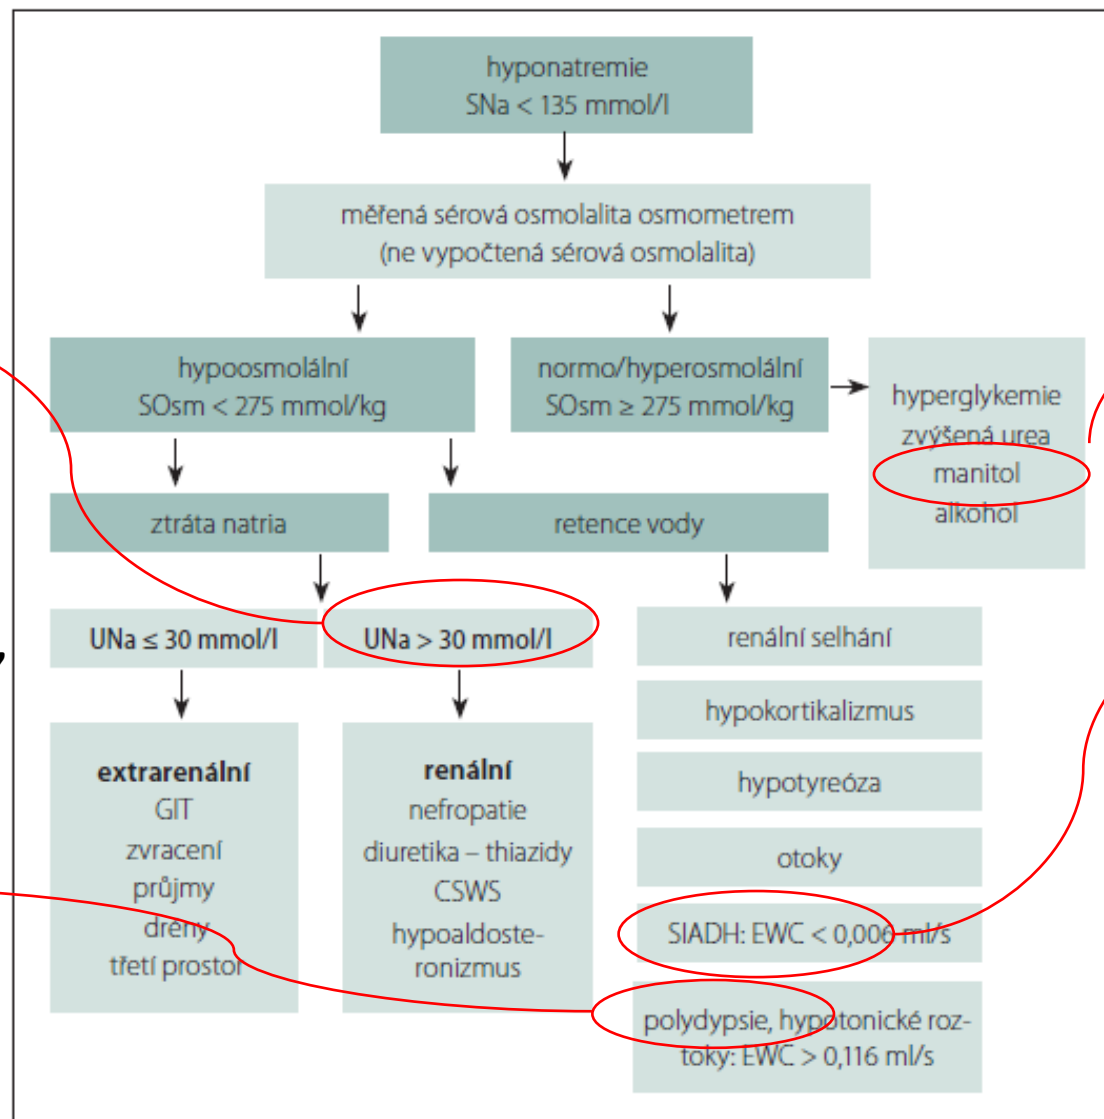 hyponatremie
SNa < 135 mmol/l
měřená sérová osmolalita osmometrem
(ne vypočtená sérová osmolalita)
hypoosmolální
SOsm < 275 mmol/kg
normo/hyperosmolální
SOsm ≥ 275 mmol/kg
hyperglykemie
zvýšená urea
manitol
alkohol
ztráta natria
retence vody
UNa ≤ 30 mmol/l
UNa > 30 mmol/l
extrarenální
GIT
zvracení
průjmy
drény
třetí prostor
renální
nefropatie
diuretika – thiazidy
CSWS
hypoaldoste-
ronizmus
renální selhání
hypokortikalizmus
hypotyreóza
otoky
SIADH: EWC < 0,006 ml/s
polydypsie, hypotonické roz-
toky: EWC > 0,116 ml/s